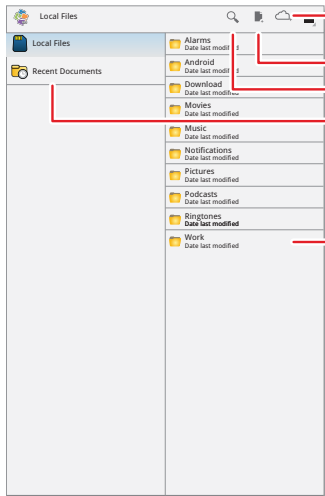 Local Files
Local Files
Recent Documents
Alarms
Date last modified
Android
Date last modified
Download
Date last modified
Movies
Date last modified
Music
Date last modified
Notifications
Date last modified
Pictures
Date last modified
Podcasts
Date last modified
Ringtones
Date last modified
Work
Date last modified